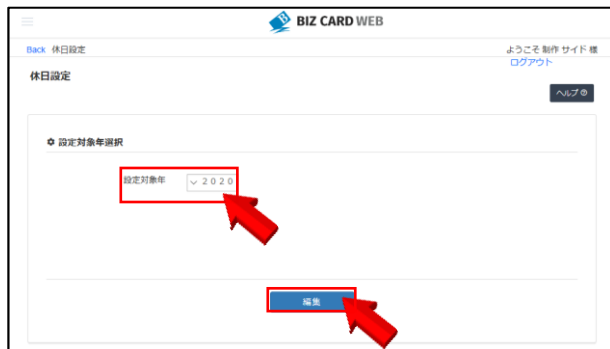 BIZ CARD WEB
Back 休日設定
ようこそ 制作 サイド 様
ログアウト
休日設定
ヘルプ
設定対象年選択
設定対象年
2020
編集